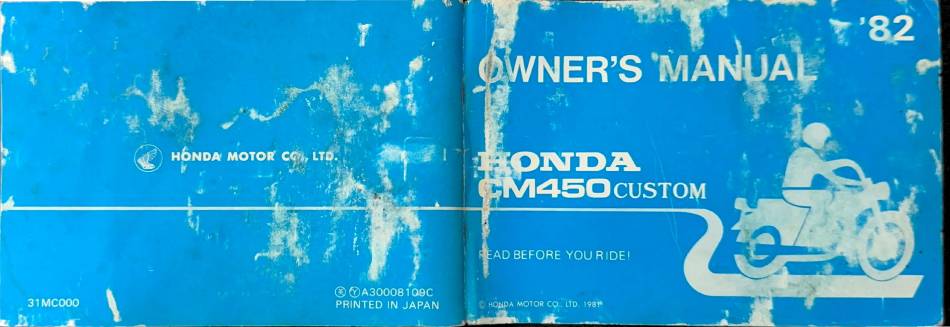 HONDA MOTOR CO., LTD.
31MC000
Ⓨ A30008109C
PRINTED IN JAPAN
'82
OWNER'S MANUAL
HONDA
CM450 CUSTOM
READ BEFORE YOU RIDE!
© HONDA MOTOR CO., LTD. 1981